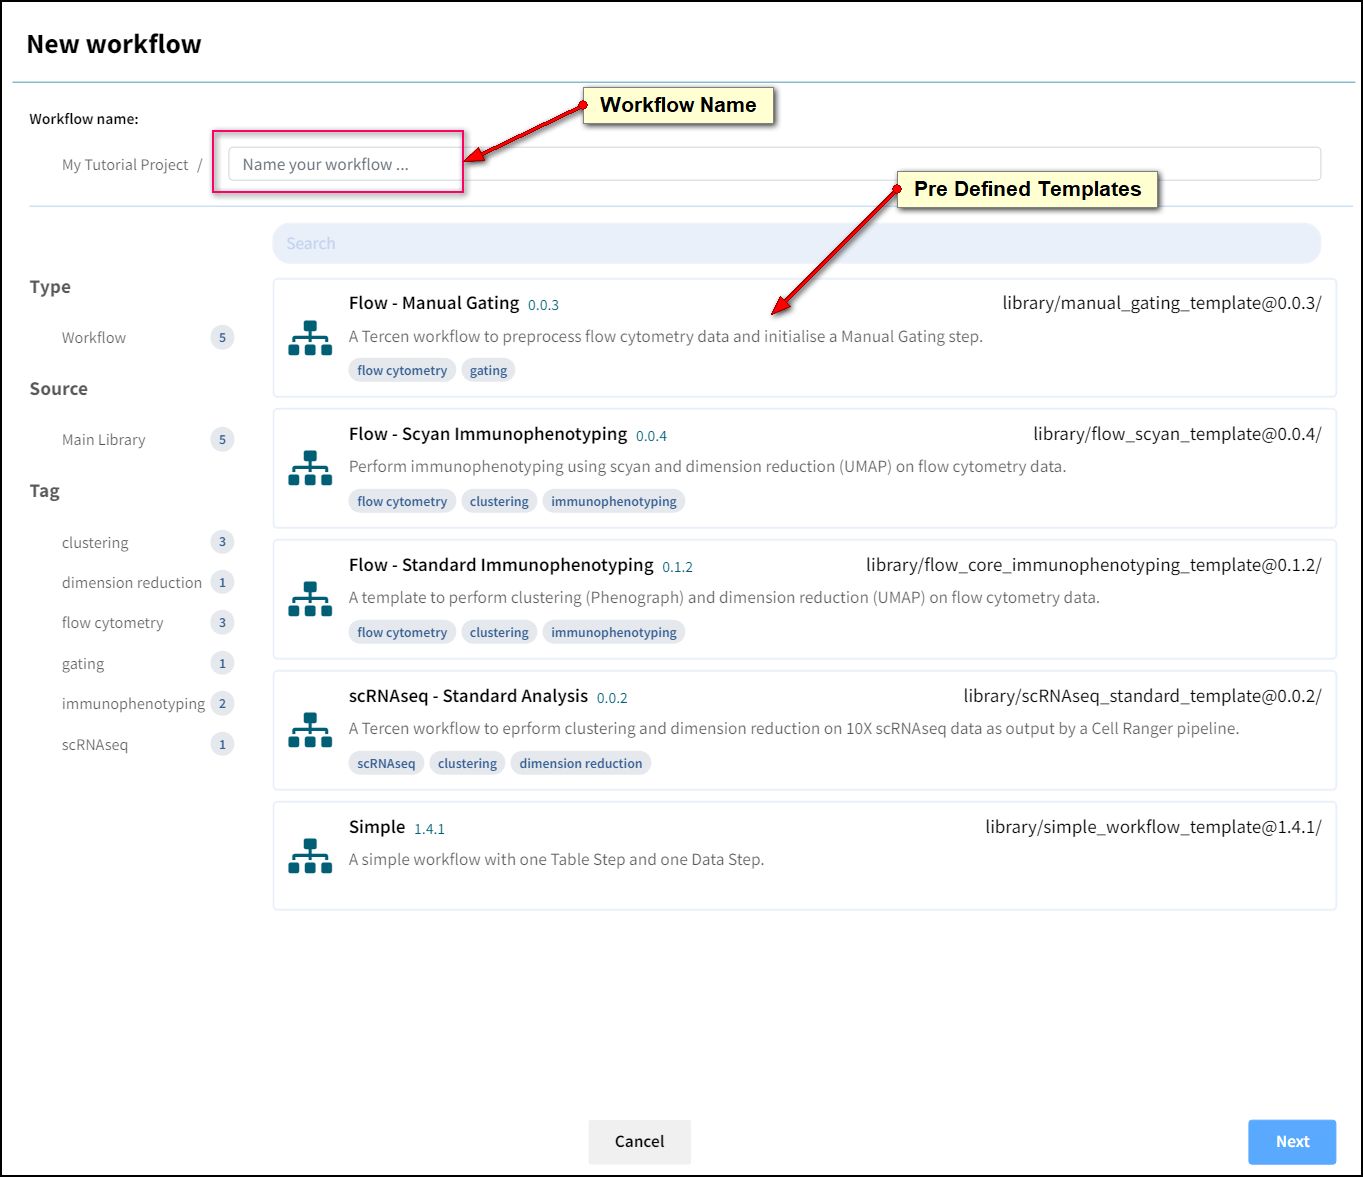 New workflow
Workflow Name
Workflow name:
My Tutorial Project /
Name your workflow ...
Pre Defined Templates
Search
Type
Workflow 5
Source
Main Library 5
Tag
clustering 3
dimension reduction 1
flow cytometry 3
gating 1
immunophenotyping 2
scRNAseq 1
Flow - Manual Gating 0.0.3 library/manual_gating_template@0.0.3/
A Tercen workflow to preprocess flow cytometry data and initialise a Manual Gating step.
flow cytometry gating
Flow - Scyan Immunophenotyping 0.0.4 library/flow_scyan_template@0.0.4/
Perform immunophenotyping using scyan and dimension reduction (UMAP) on flow cytometry data.
flow cytometry clustering immunophenotyping
Flow - Standard Immunophenotyping 0.1.2 library/flow_core_immunophenotyping_template@0.1.2/
A template to perform clustering (Phenograph) and dimension reduction (UMAP) on flow cytometry data.
flow cytometry clustering immunophenotyping
scRNAseq - Standard Analysis 0.0.2 library/scRNAseq_standard_template@0.0.2/
A Tercen workflow to eprform clustering and dimension reduction on 10X scRNAseq data as output by a Cell Ranger pipeline.
scRNAseq clustering dimension reduction
Simple 1.4.1 library/simple_workflow_template@1.4.1/
A simple workflow with one Table Step and one Data Step.
Cancel
Next